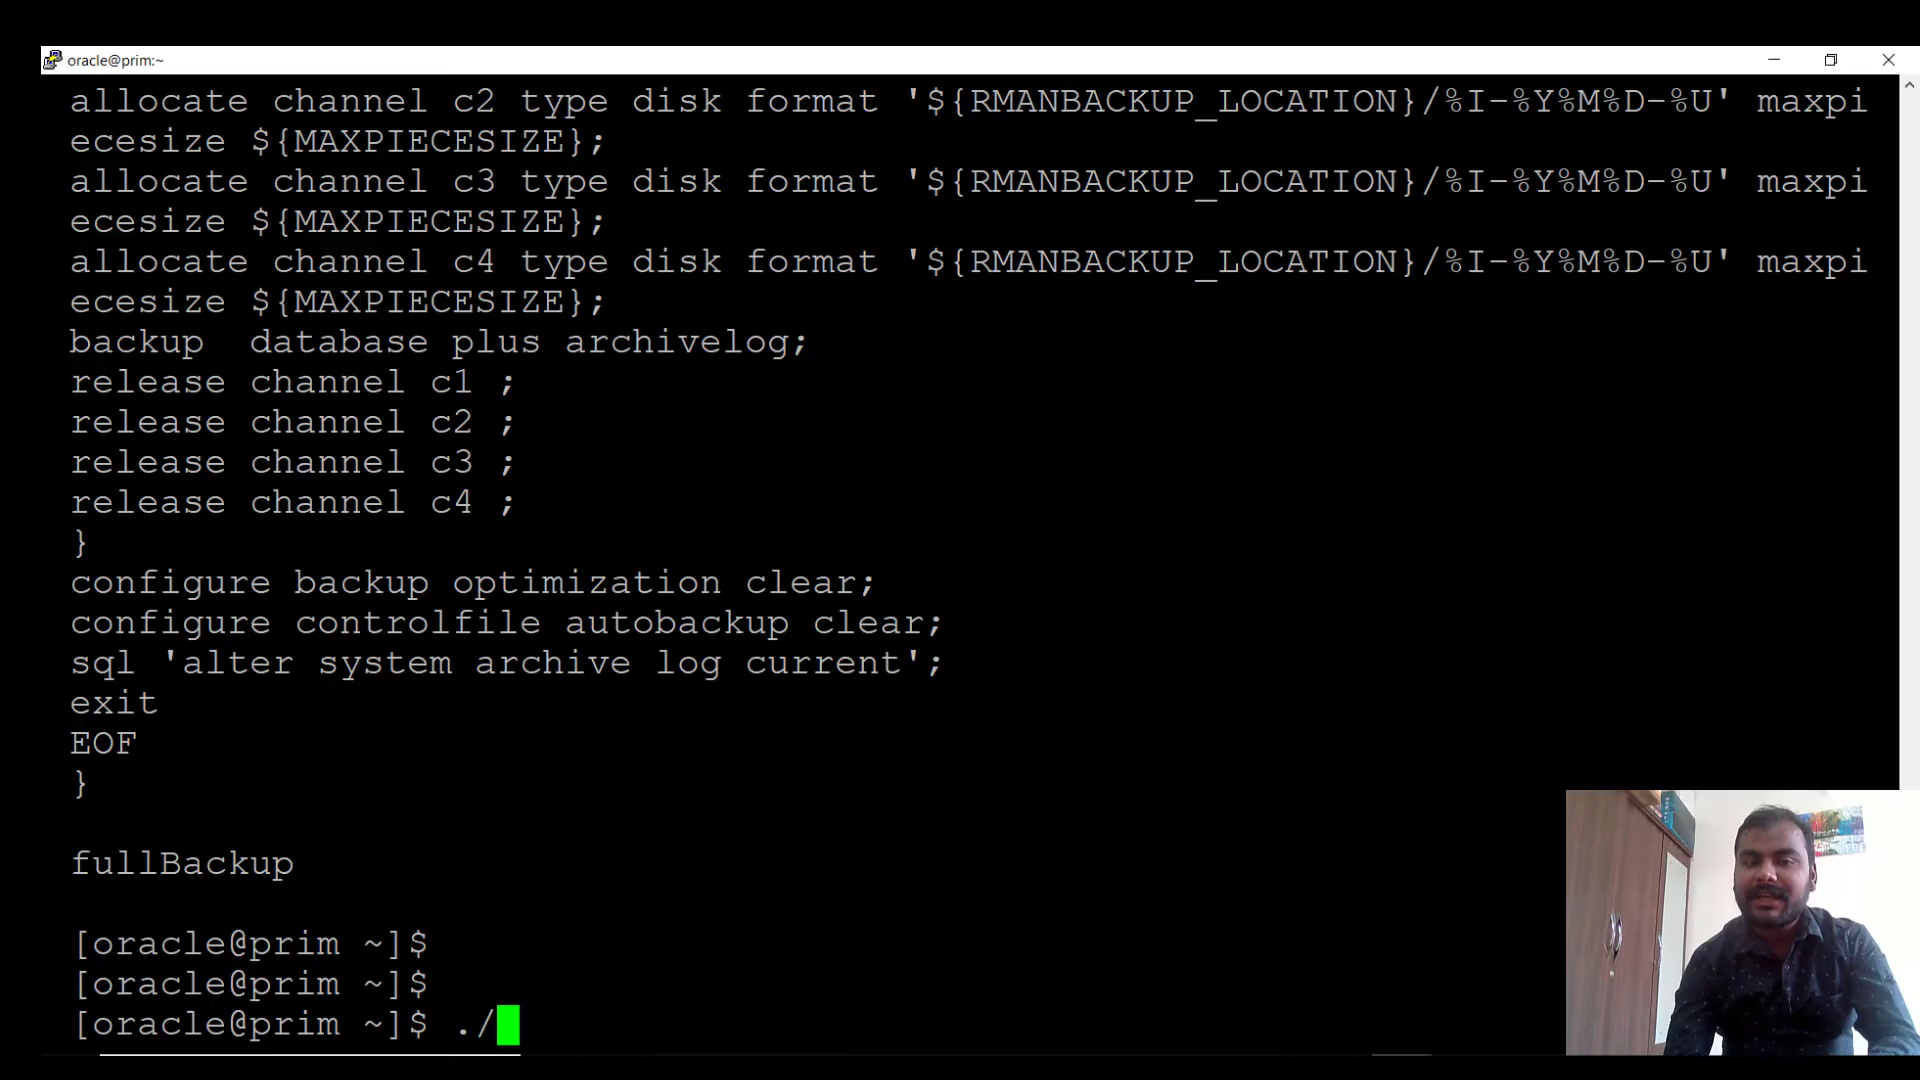 oracle@prim:~
allocate channel c2 type disk format '${RMANBACKUP_LOCATION}/%I-%Y%M%D-%U' maxpi
ecesize ${MAXPIECESIZE};
allocate channel c3 type disk format '${RMANBACKUP_LOCATION}/%I-%Y%M%D-%U' maxpi
ecesize ${MAXPIECESIZE};
allocate channel c4 type disk format '${RMANBACKUP_LOCATION}/%I-%Y%M%D-%U' maxpi
ecesize ${MAXPIECESIZE};
backup  database plus archivelog;
release channel c1 ;
release channel c2 ;
release channel c3 ;
release channel c4 ;
}
configure backup optimization clear;
configure controlfile autobackup clear;
sql 'alter system archive log current';
exit
EOF
}
fullBackup
[oracle@prim ~]$
[oracle@prim ~]$
[oracle@prim ~]$ ./